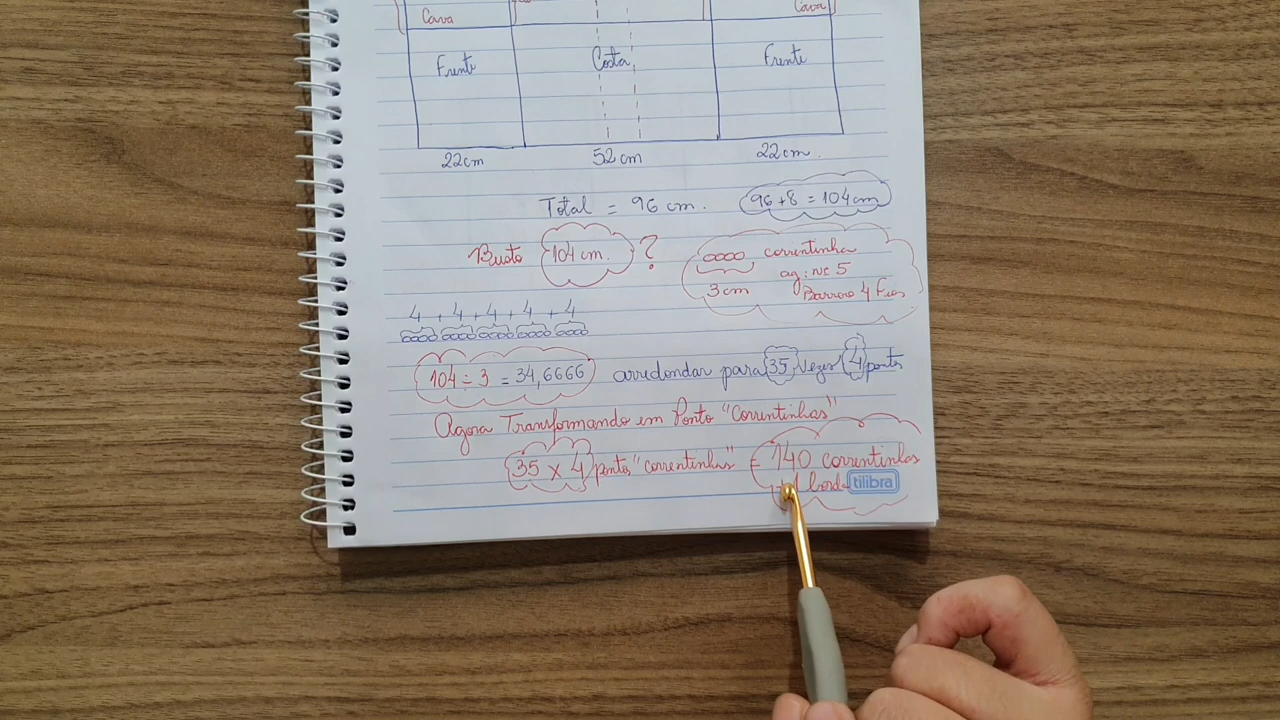 Cava Cava
Frente Costa Frente
22cm 52cm 22cm.
Total = 96 cm. 96+8 = 104cm
Busto 104 cm. ? correntinha
ag: nº 5
3cm Barroco 4 Fios
4 + 4 + 4 + 4 + 4
104 ÷ 3 = 34,6666 arredondar para 35 Vezes 4 pontos
Agora Transformando em Ponto "Correntinhas"
35 x 4 pontos "correntinhas" = 140 correntinhas
tilibra